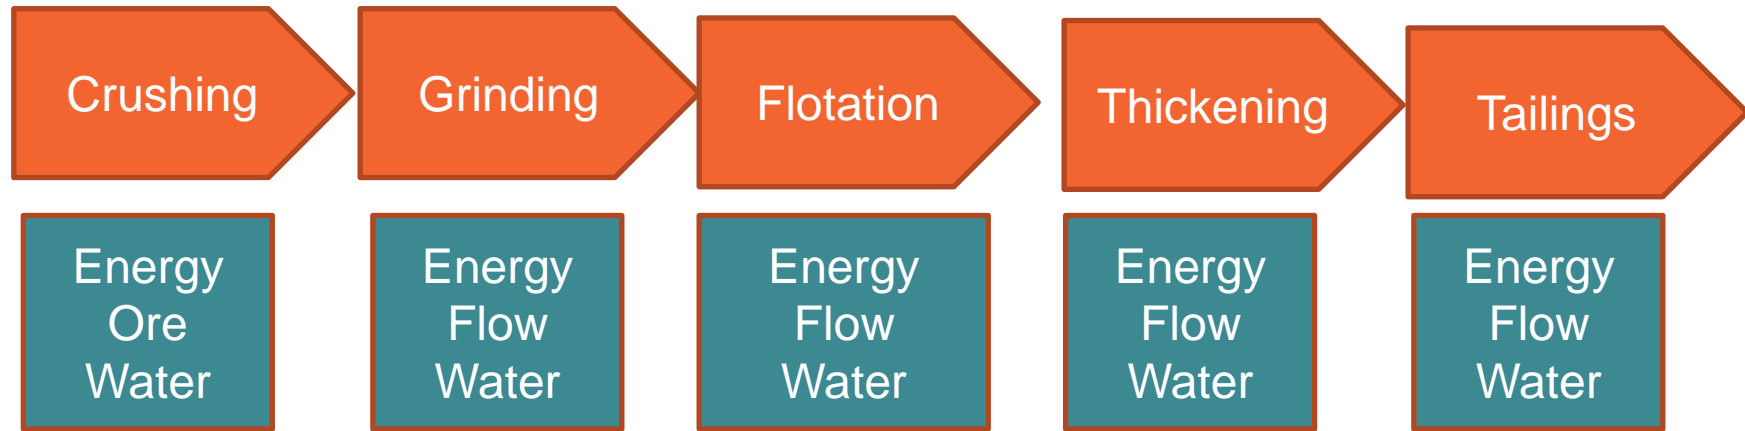 Crushing
Grinding
Flotation
Thickening
Tailings
Energy
Ore
Water
Energy
Flow
Water
Energy
Flow
Water
Energy
Flow
Water
Energy
Flow
Water